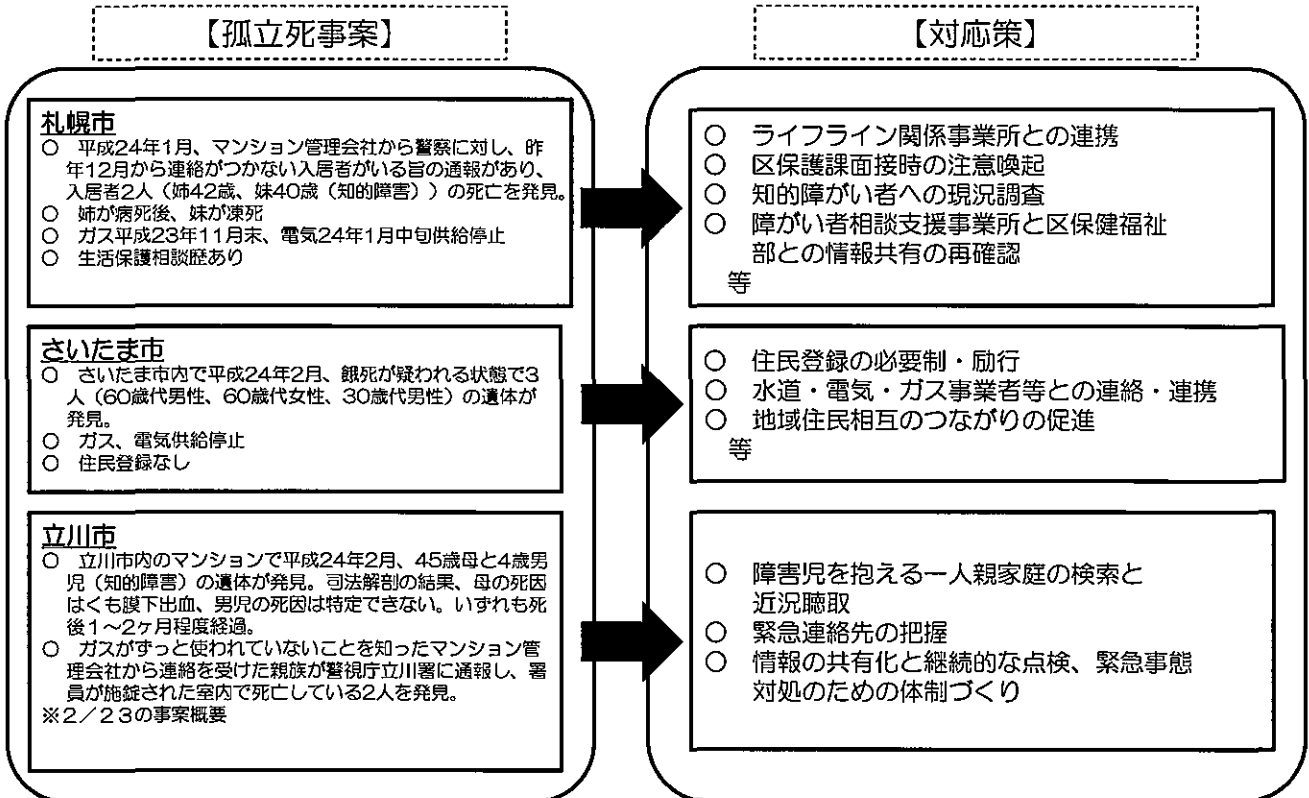 【孤立死事案】
札幌市
○ 平成24年1月、マンション管理会社から警察に対し、昨
年12月から連絡がつかない入居者がいる旨の通報があり、
入居者2人（姉42歳、妹40歳（知的障害））の死亡を発見。
○ 姉が病死後、妹が凍死
○ ガス平成23年11月末、電気24年1月中旬供給停止
○ 生活保護相談歴あり
さいたま市
○ さいたま市内で平成24年2月、餓死が疑われる状態で3
人（60歳代男性、60歳代女性、30歳代男性）の遺体が
発見。
○ ガス、電気供給停止
○ 住民登録なし
立川市
○ 立川市内のマンションで平成24年2月、45歳母と4歳男
児（知的障害）の遺体が発見。司法解剖の結果、母の死因
はくも膜下出血、男児の死因は特定できない。いずれも死
後1～2ヶ月程度経過。
○ ガスがずっと使われていないことを知ったマンション管
理会社から連絡を受けた親族が警視庁立川署に通報し、署
員が施錠された室内で死亡している2人を発見。
※2／23の事案概要
【対応策】
○ ライフライン関係事業所との連携
○ 区保護課面接時の注意喚起
○ 知的障がい者への現況調査
○ 障がい者相談支援事業所と区保健福祉
部との情報共有の再確認
等
○ 住民登録の必要制・励行
○ 水道・電気・ガス事業者等との連絡・連携
○ 地域住民相互のつながりの促進
等
○ 障害児を抱える一人親家庭の検索と
近況聴取
○ 緊急連絡先の把握
○ 情報の共有化と継続的な点検、緊急事態
対処のための体制づくり